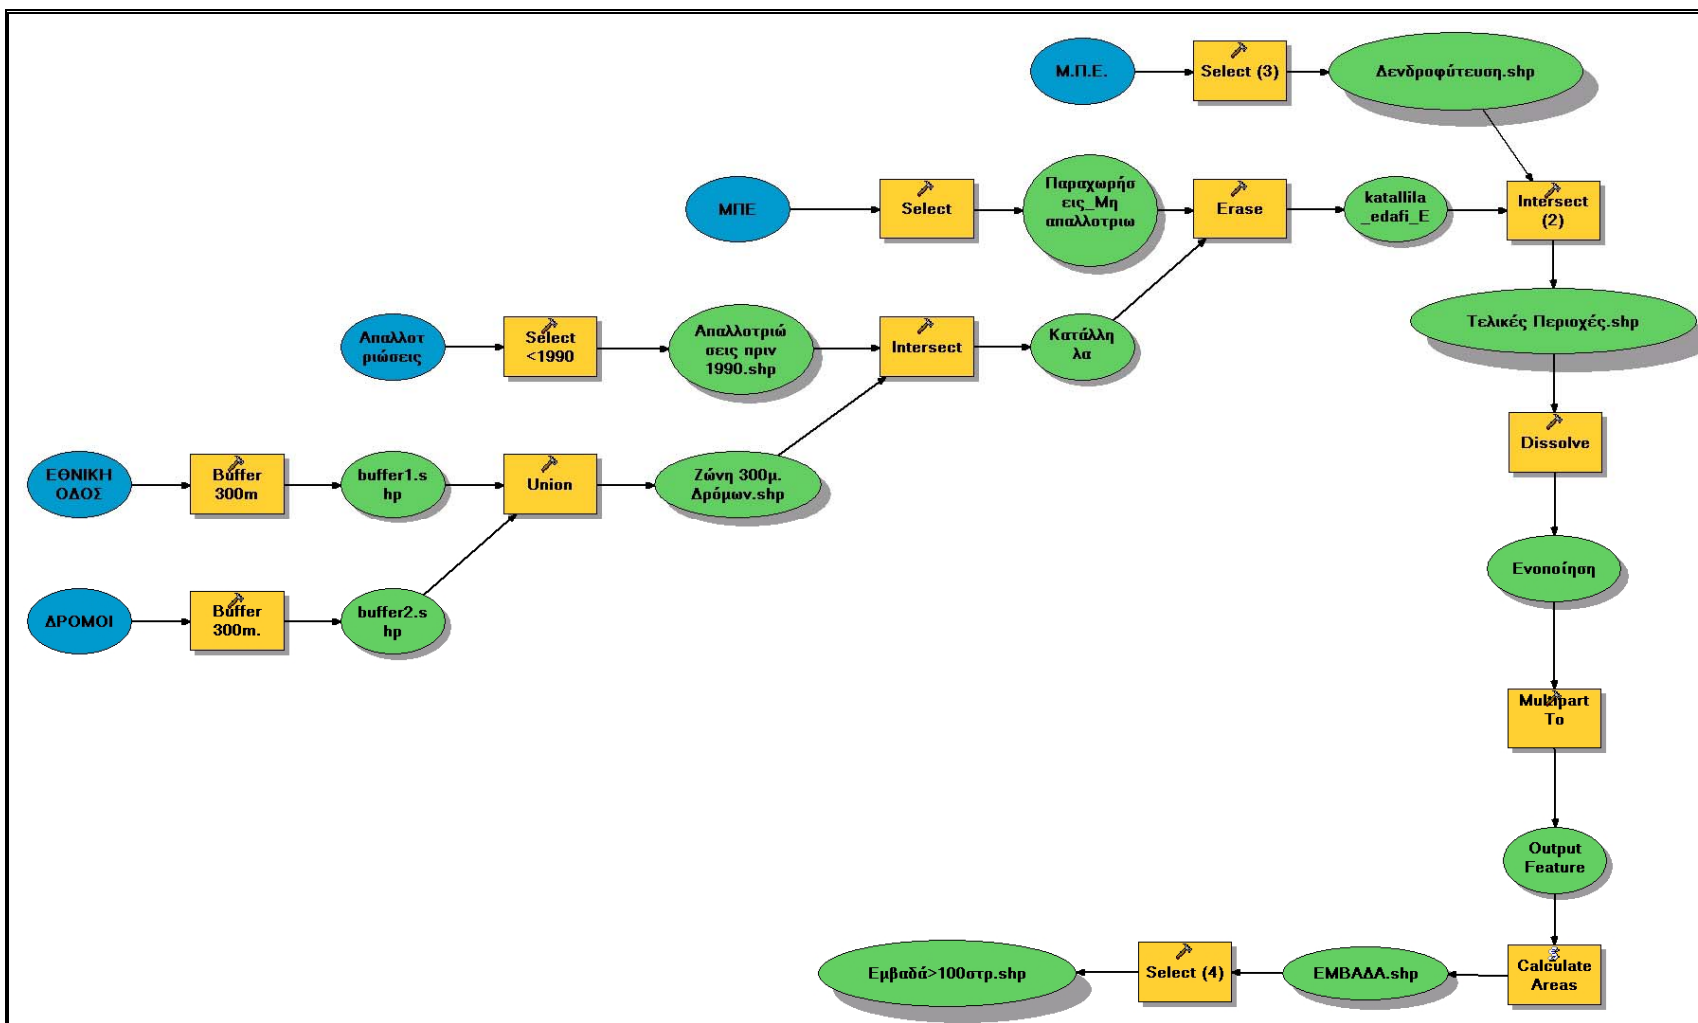 Μ.Π.Ε.
Select (3)
Δενδροφύτευση.shp
ΜΠΕ
Select
Παραχωρήσ
εις_Μη
απαλλοτριω
Erase
katallila
_edafi_E
Intersect
(2)
Απαλλοτ
ριώσεις
Select
<1990
Απαλλοτριώ
σεις πριν
1990.shp
Intersect
Κατάλλη
λα
Τελικές Περιοχές.shp
Dissolve
ΕΘΝΙΚΗ
ΟΔΟΣ
Buffer
300m
buffer1.s
hp
Union
Ζώνη 300μ.
Δρόμων.shp
Ενοποίηση
ΔΡΟΜΟΙ
Buffer
300m.
buffer2.s
hp
Multipart
To
Output
Feature
Εμβαδά>100στρ.shp
Select (4)
ΕΜΒΑΔΑ.shp
Calculate
Areas